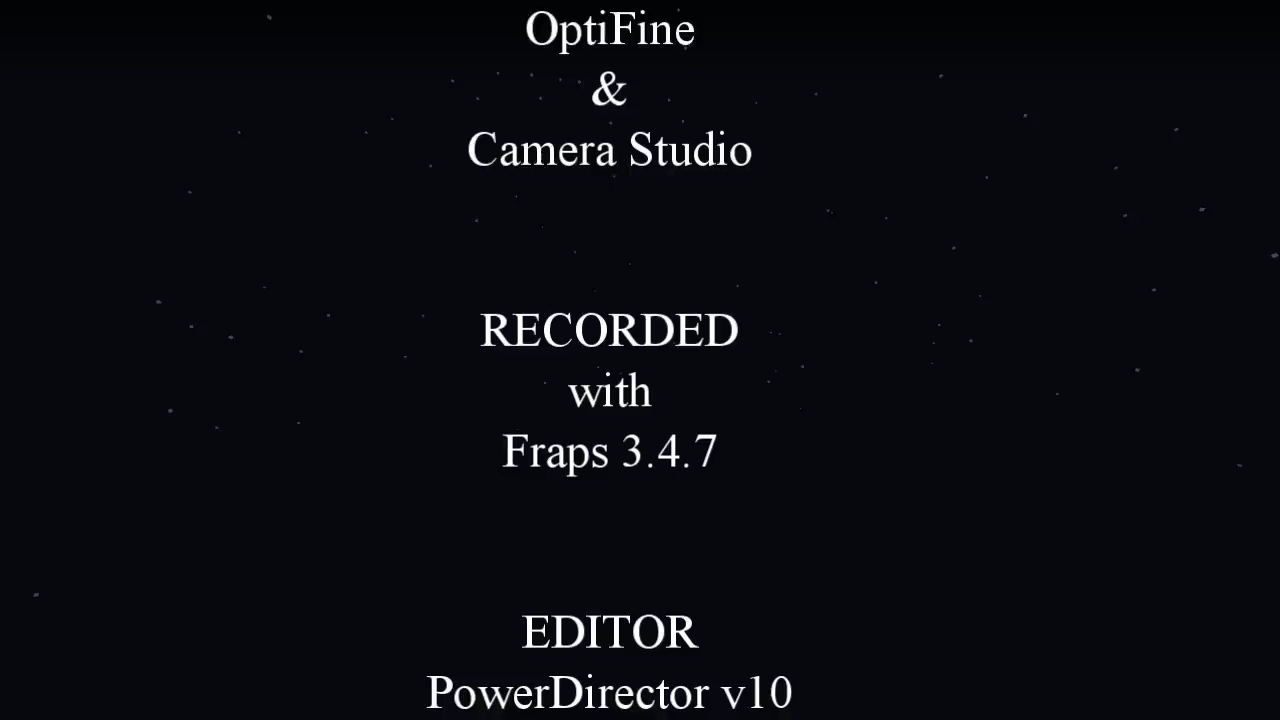 OptiFine
&
Camera Studio
RECORDED
with
Fraps 3.4.7
EDITOR
PowerDirector v10